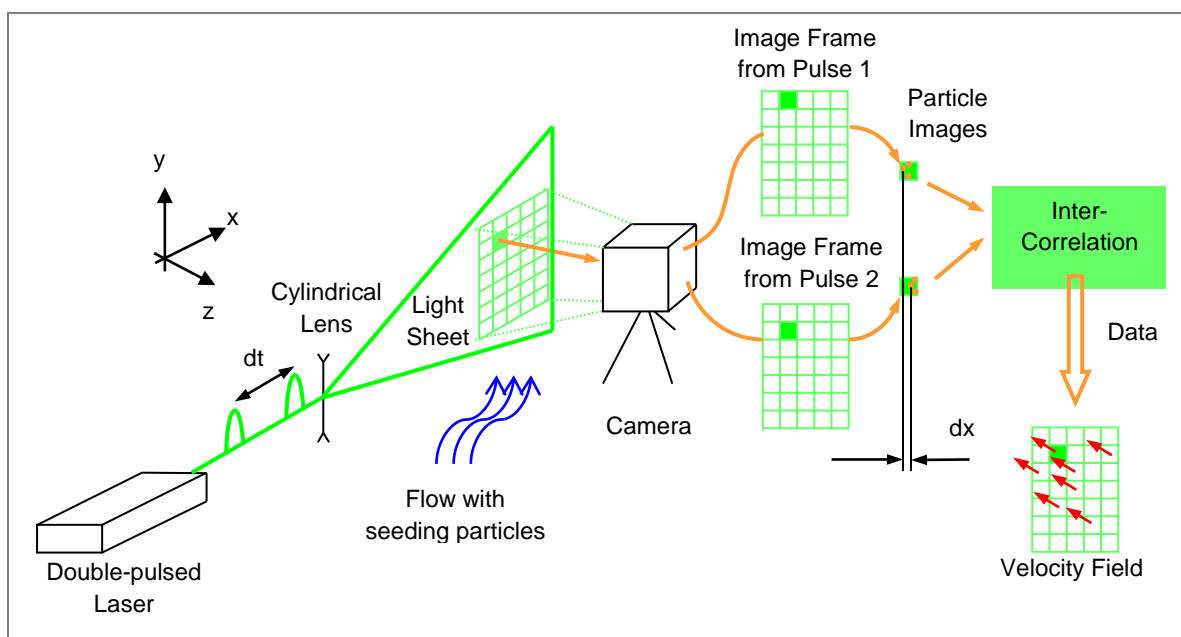 Image Frame
from Pulse 1
Particle
Images
y
x
z
Inter-
Correlation
Image Frame
from Pulse 2
Cylindrical
Lens
Light
Sheet
dt
Data
Camera
dx
Flow with
seeding particles
Double-pulsed
Laser
Velocity Field